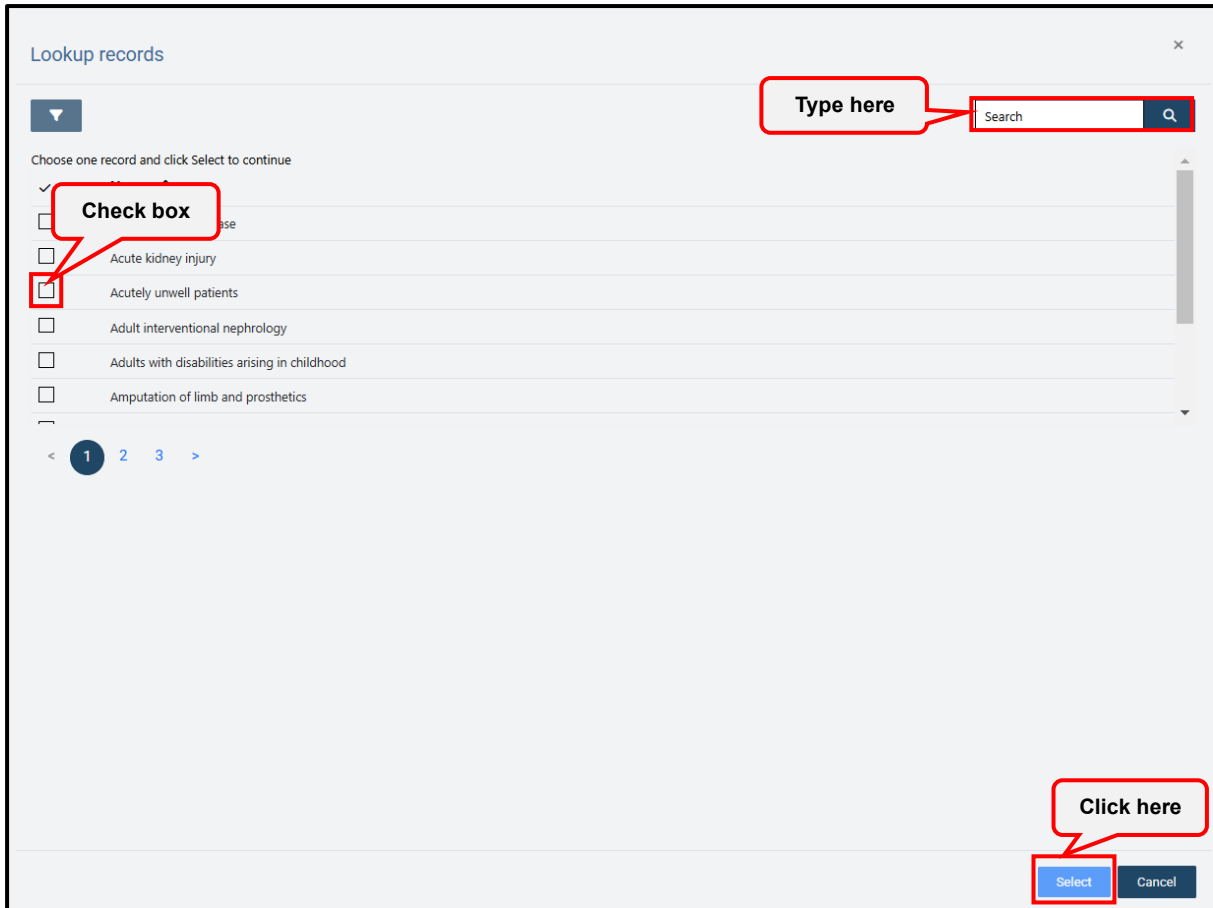 Lookup records
×
Type here
Search
Choose one record and click Select to continue
Check box
ase
Acute kidney injury
Acutely unwell patients
Adult interventional nephrology
Adults with disabilities arising in childhood
Amputation of limb and prosthetics
< 1 2 3 >
Click here
Select Cancel